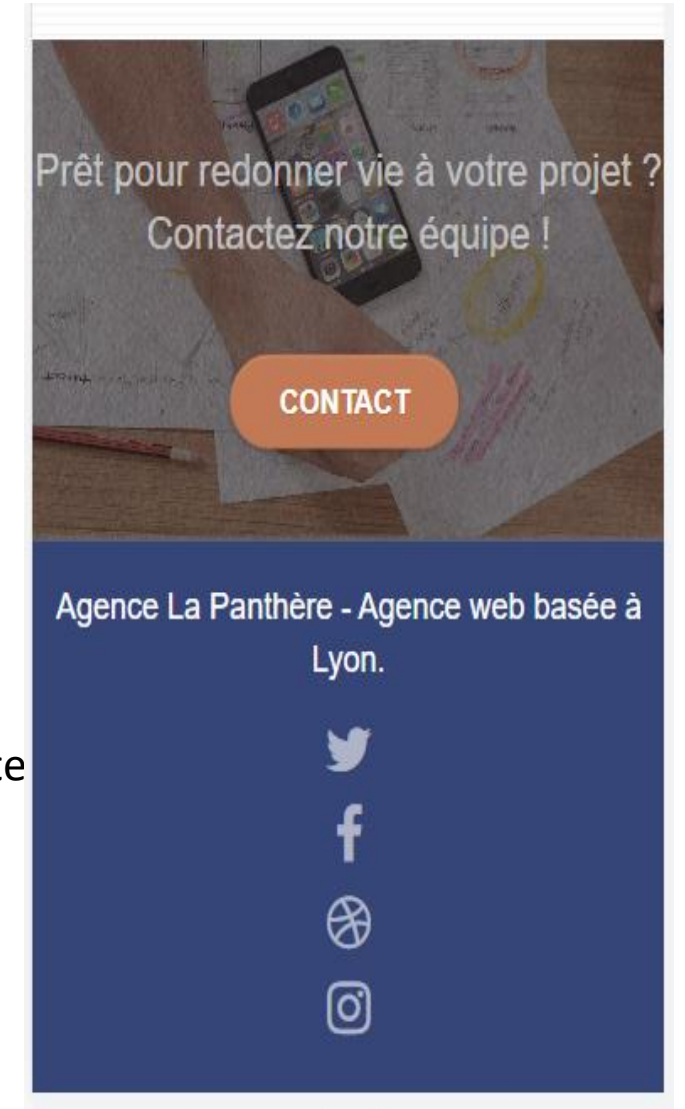 Prêt pour redonner vie à votre projet ?
Contactez notre équipe !
CONTACT
Agence La Panthère - Agence web basée à
Lyon.